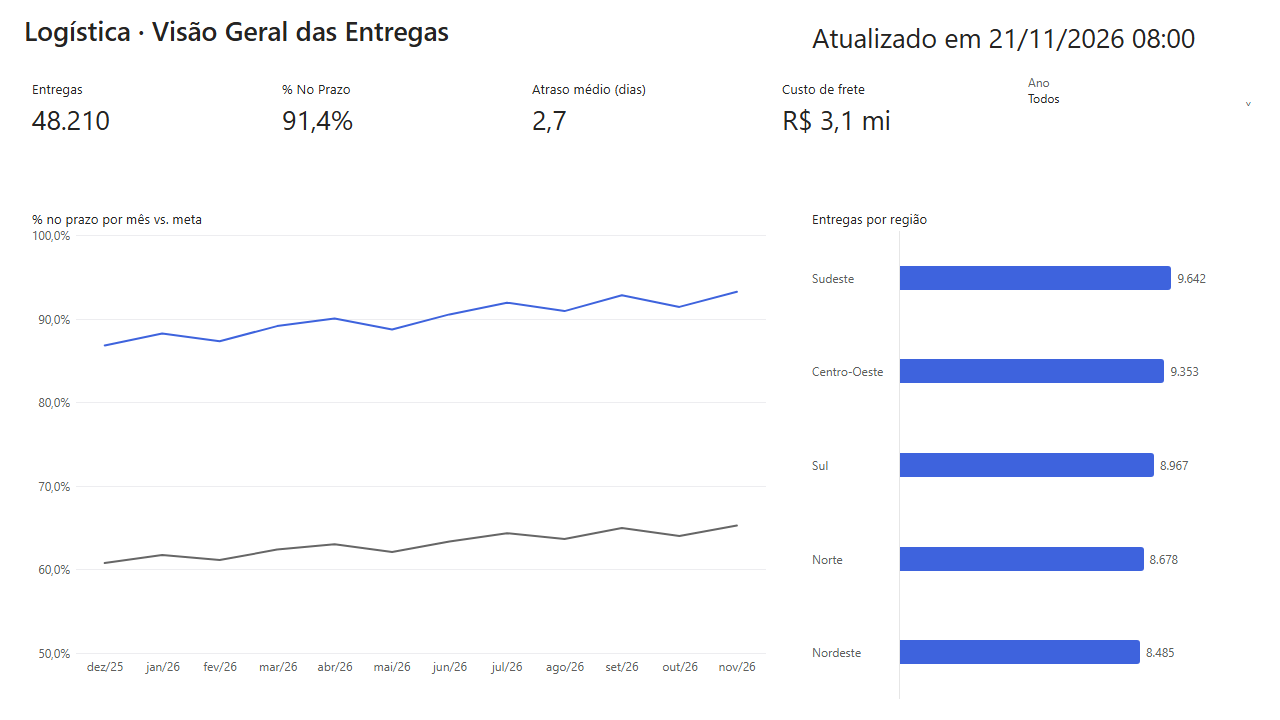 Logística · Visão Geral das Entregas
Atualizado em 21/11/2026 08:00
Entregas
48.210
% No Prazo
91,4%
Atraso médio (dias)
2,7
Custo de frete
R$ 3,1 mi
Ano
Todos
% no prazo por mês vs. meta
100,0%
90,0%
80,0%
70,0%
60,0%
50,0%
dez/25 jan/26 fev/26 mar/26 abr/26 mai/26 jun/26 jul/26 ago/26 set/26 out/26 nov/26
Entregas por região
Sudeste 9.642
Centro-Oeste 9.353
Sul 8.967
Norte 8.678
Nordeste 8.485